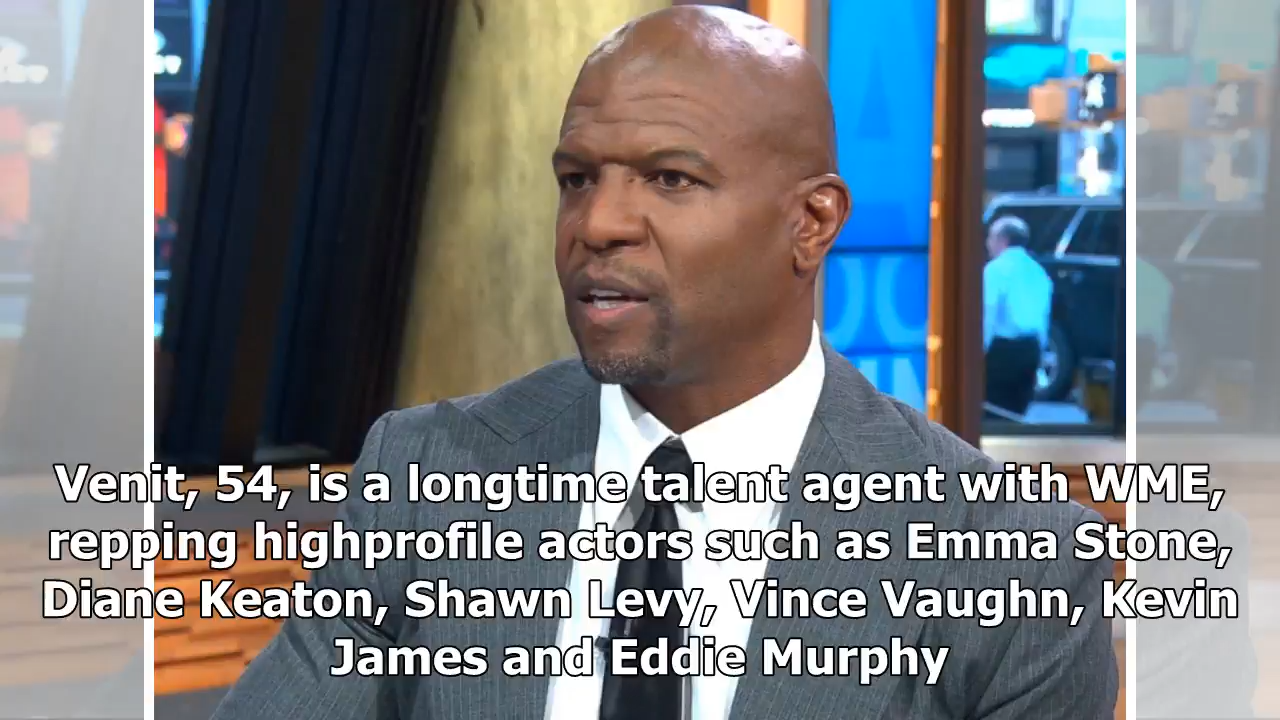 Venit, 54, is a longtime talent agent with WME,
repping highprofile actors such as Emma Stone,
Diane Keaton, Shawn Levy, Vince Vaughn, Kevin
James and Eddie Murphy